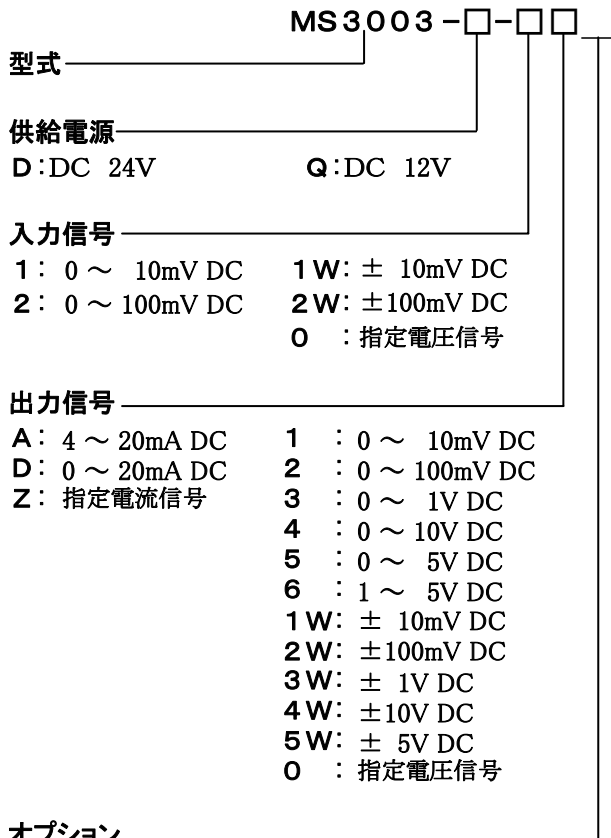 MS3003-□-□□
型式
供給電源
D:DC 24V Q:DC 12V
入力信号
1: 0 ～ 10mV DC 1W: ± 10mV DC
2: 0 ～ 100mV DC 2W: ±100mV DC
0 : 指定電圧信号
出力信号
A: 4 ～ 20mA DC 1 : 0 ～ 10mV DC
D: 0 ～ 20mA DC 2 : 0 ～ 100mV DC
Z: 指定電流信号 3 : 0 ～ 1V DC
4 : 0 ～ 10V DC
5 : 0 ～ 5V DC
6 : 1 ～ 5V DC
1W: ± 10mV DC
2W: ±100mV DC
3W: ± 1V DC
4W: ±10V DC
5W: ± 5V DC
0 : 指定電圧信号
オプション